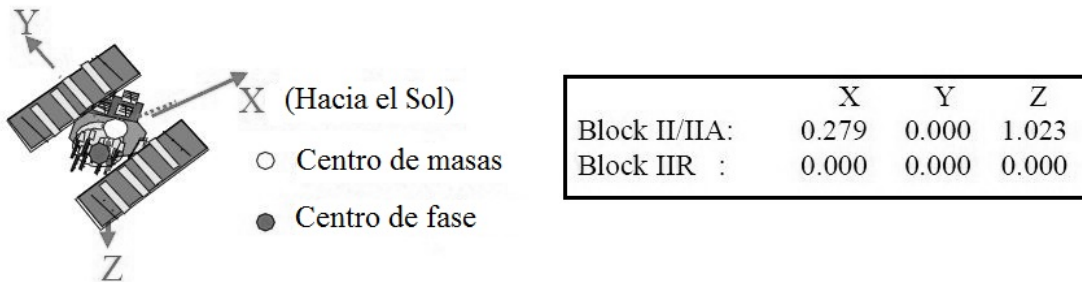 Y
X (Hacia el Sol)
Centro de masas
Centro de fase
Z
X Y Z
Block II/IIA: 0.279 0.000 1.023
Block IIR : 0.000 0.000 0.000